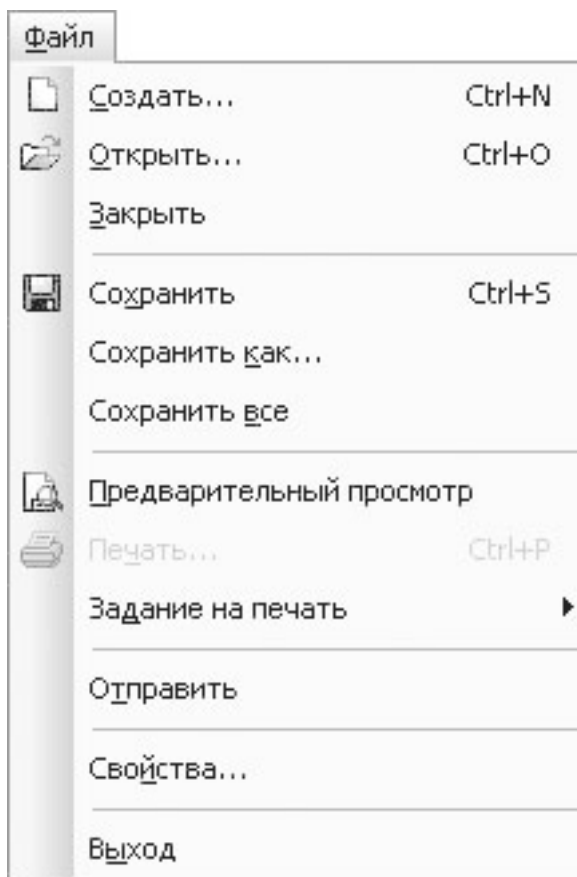 Файл
Создать... Ctrl+N
Открыть... Ctrl+O
Закрыть
Сохранить Ctrl+S
Сохранить как...
Сохранить все
Предварительный просмотр
Печать... Ctrl+P
Задание на печать
Отправить
Свойства...
Выход